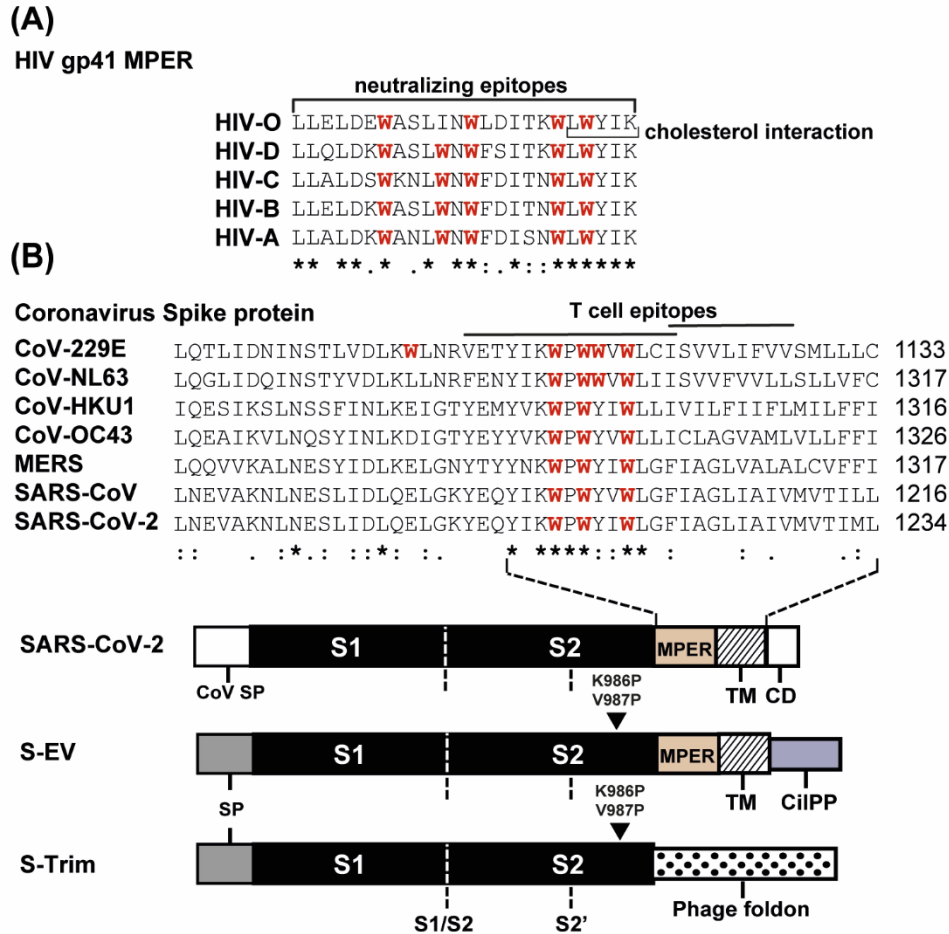 (A)
HIV gp41 MPER
neutralizing epitopes
HIV-O LLELDEWASLINWLDITKWLWYIK
cholesterol interaction
HIV-D LLQLDKWASLWNWFSITKWLWYIK
HIV-C LLALDSWKNLWNWFDITNWLWYIK
HIV-B LLELDKWASLWNWFDITNWLWYIK
HIV-A LLALDKWANLWNWFDISNWLWYIK
** **.* .* **:.*::*******
(B)
Coronavirus Spike protein
T cell epitopes
CoV-229E LQTLIDNINSTLVDLKWLNRVETYIKWPWWVWLCISVVLIFVVSMLLLC 1133
CoV-NL63 LQGLIDQINSTYVDLKLLNRFENYIKWPWWVWLIISVVFVVLLSLLVFC 1317
CoV-HKU1 IQESIKSLNSSFINLKEIGTYEMYVKWPWYIWLLIVILFIIFLMILFFI 1316
CoV-OC43 LQEAIKVLNQSYINLKDIGTYEYYVKWPWYVWLLICLAGVAMLVLLFFI 1326
MERS LQQVVKALNESYIDLKELGNYTYYNKWPWYIWLGFIAGLVALALCVFFI 1317
SARS-CoV LNEVAKNLNESLIDLQELGKYEQYIKWPWYVWLGFIAGLIAIVMVTILL 1216
SARS-CoV-2 LNEVAKNLNESLIDLQELGKYEQYIKWPWYIWLGFIAGLIAIVMVTIML 1234
:: . :*.: ::*: :. * ****::** : . .:
SARS-CoV-2
S1
S2
MPER
CoV SP
TM CD
K986P
V987P
S-EV
S1
S2
MPER
SP
TM
CilPP
K986P
V987P
S-Trim
S1
S2
S1/S2
S2’
Phage foldon